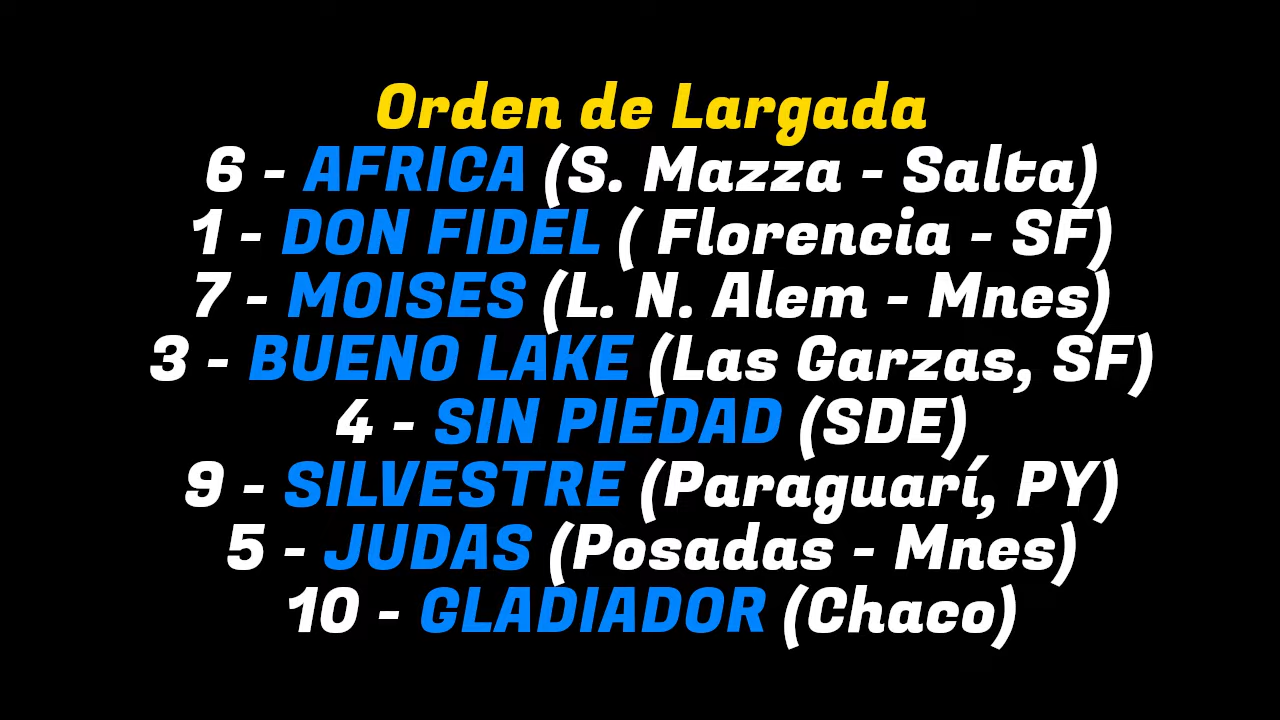 Orden de Largada
6 - AFRICA (S. Mazza - Salta)
1 - DON FIDEL ( Florencia - SF)
7 - MOISES (L. N. Alem - Mnes)
3 - BUENO LAKE (Las Garzas, SF)
4 - SIN PIEDAD (SDE)
9 - SILVESTRE (Paraguarí, PY)
5 - JUDAS (Posadas - Mnes)
10 - GLADIADOR (Chaco)